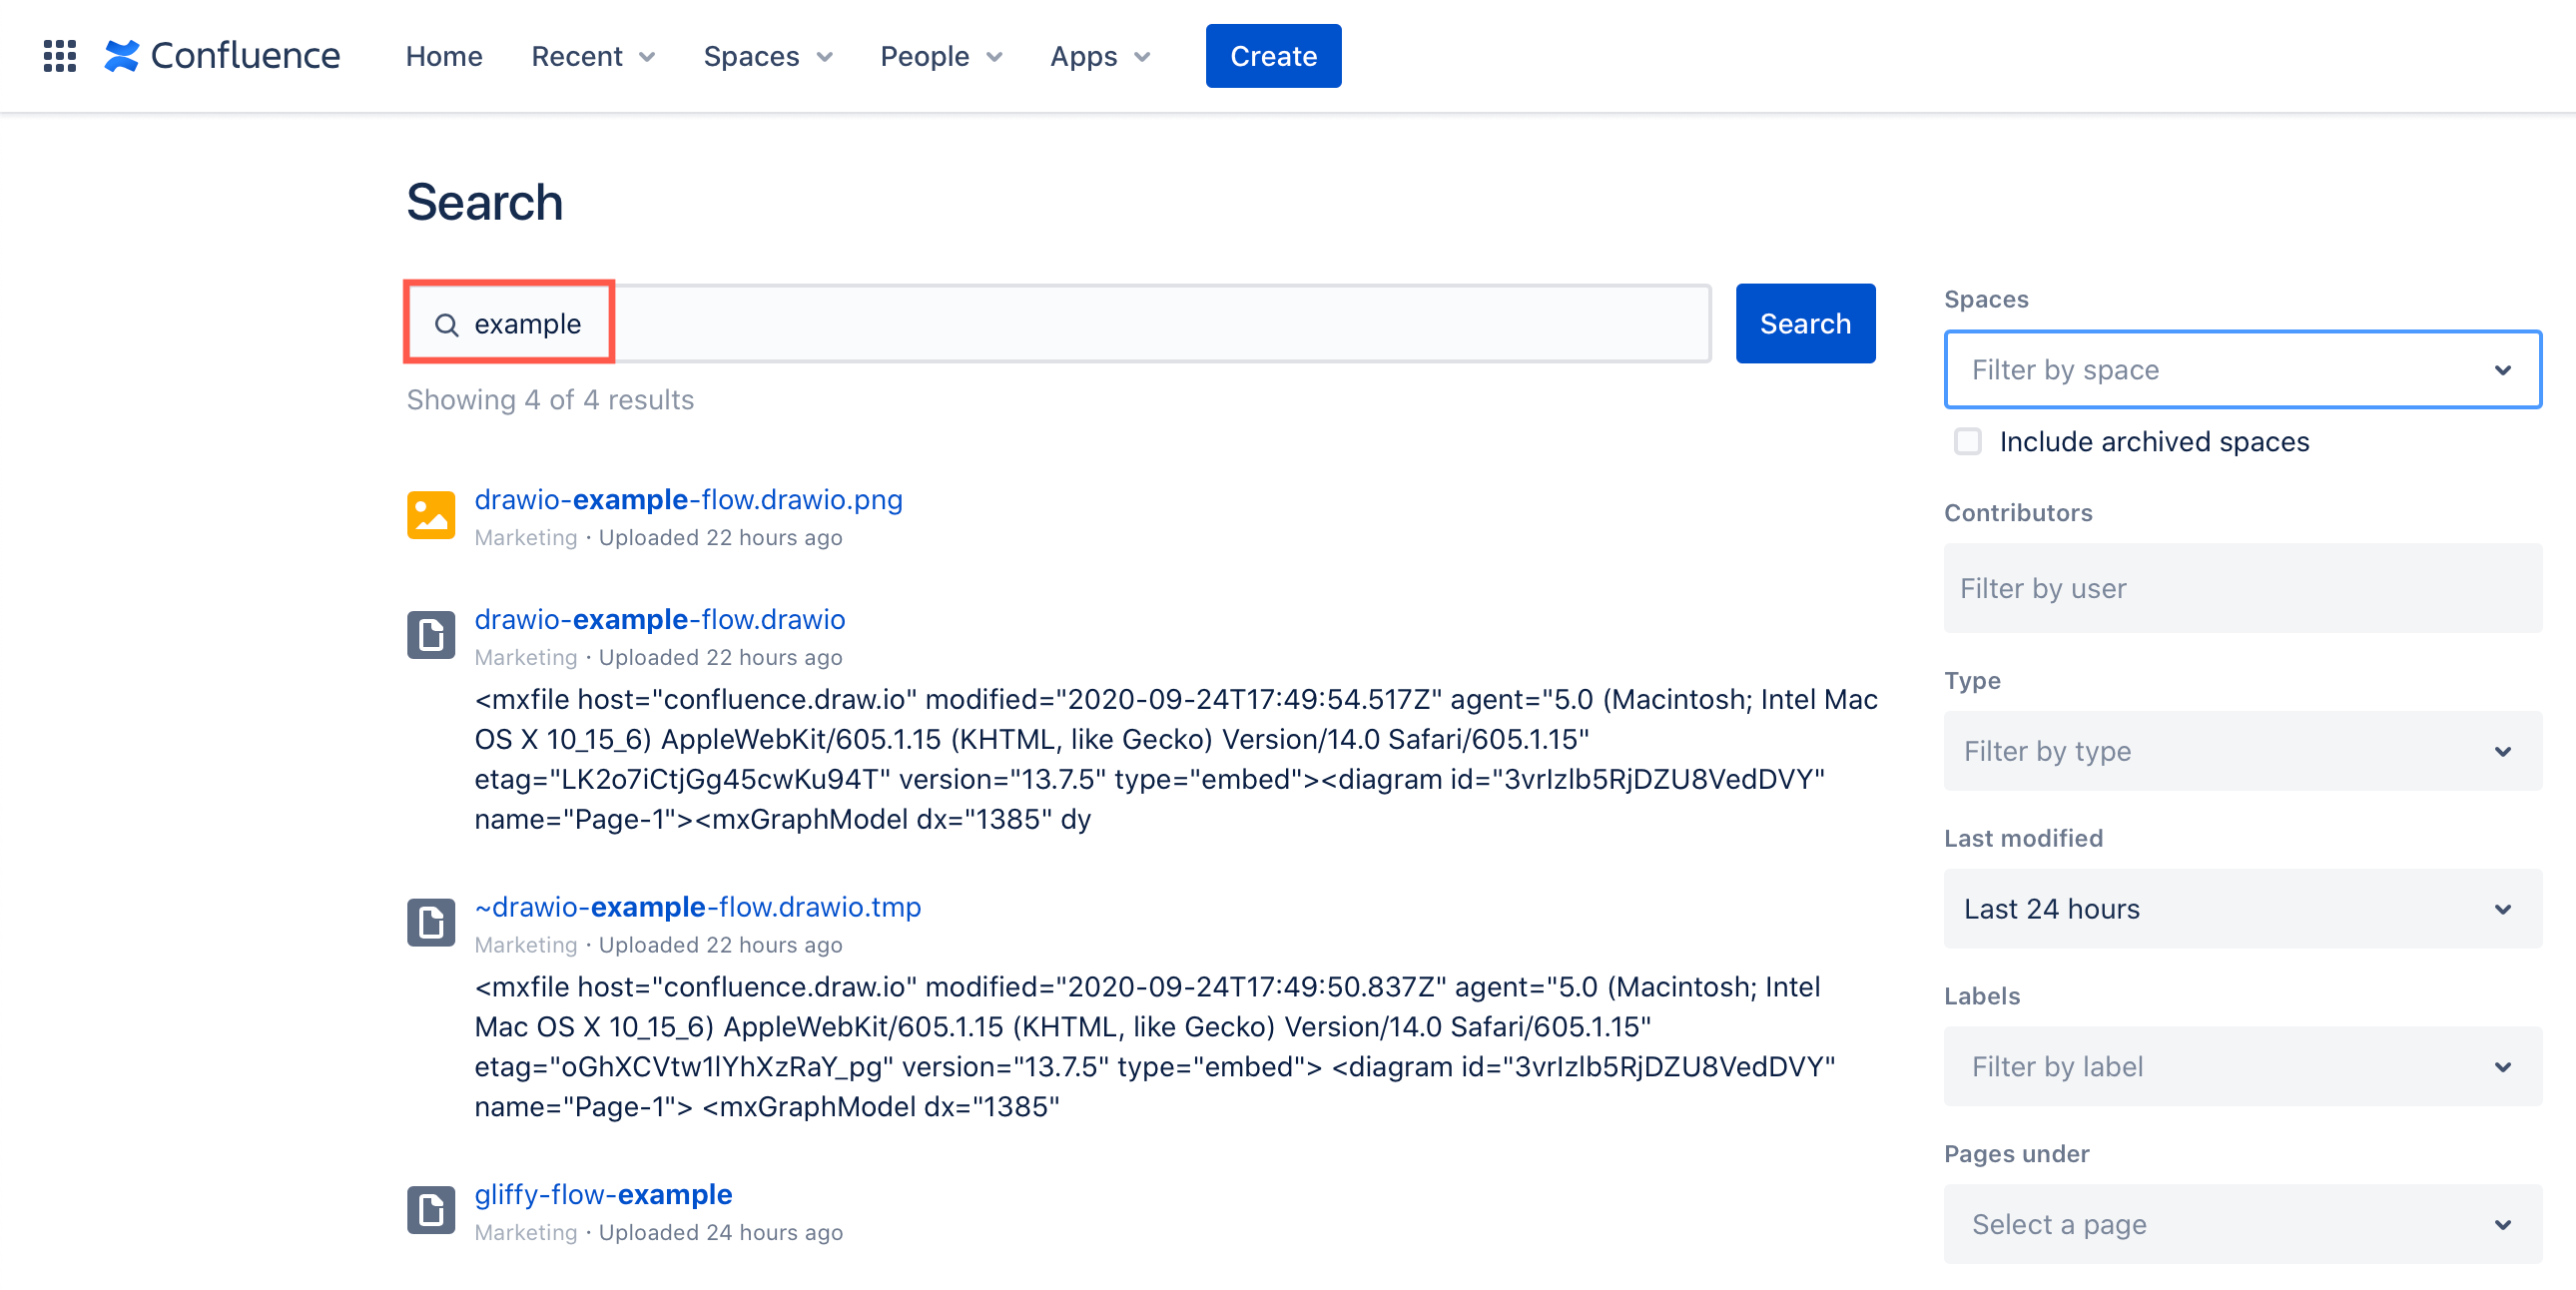 Confluence Home Recent Spaces People Apps Create
Search
example
Search
Showing 4 of 4 results
drawio-example-flow.drawio.png
Marketing · Uploaded 22 hours ago
drawio-example-flow.drawio
Marketing · Uploaded 22 hours ago
<mxfile host="confluence.draw.io" modified="2020-09-24T17:49:54.517Z" agent="5.0 (Macintosh; Intel Mac
OS X 10_15_6) AppleWebKit/605.1.15 (KHTML, like Gecko) Version/14.0 Safari/605.1.15"
etag="LK2o7iCtjGg45cwKu94T" version="13.7.5" type="embed"><diagram id="3vrIzlb5RjDZU8VedDVY"
name="Page-1"><mxGraphModel dx="1385" dy
~drawio-example-flow.drawio.tmp
Marketing · Uploaded 22 hours ago
<mxfile host="confluence.draw.io" modified="2020-09-24T17:49:50.837Z" agent="5.0 (Macintosh; Intel
Mac OS X 10_15_6) AppleWebKit/605.1.15 (KHTML, like Gecko) Version/14.0 Safari/605.1.15"
etag="oGhXCVtw1lYhXzRaY_pg" version="13.7.5" type="embed"> <diagram id="3vrIzlb5RjDZU8VedDVY"
name="Page-1"> <mxGraphModel dx="1385"
gliffy-flow-example
Marketing · Uploaded 24 hours ago
Spaces
Filter by space
Include archived spaces
Contributors
Filter by user
Type
Filter by type
Last modified
Last 24 hours
Labels
Filter by label
Pages under
Select a page